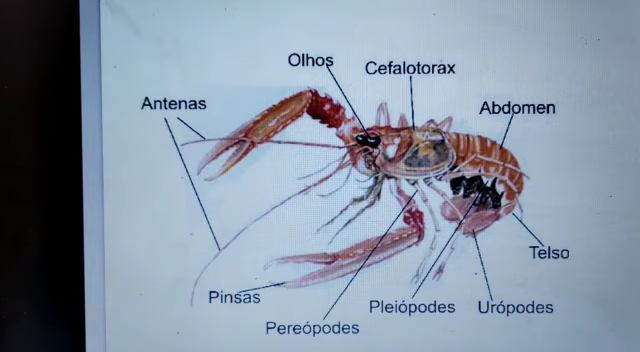 Olhos
Cefalotorax
Antenas
Abdomen
Telso
Pinsas
Pleiópodes
Urópodes
Pereópodes